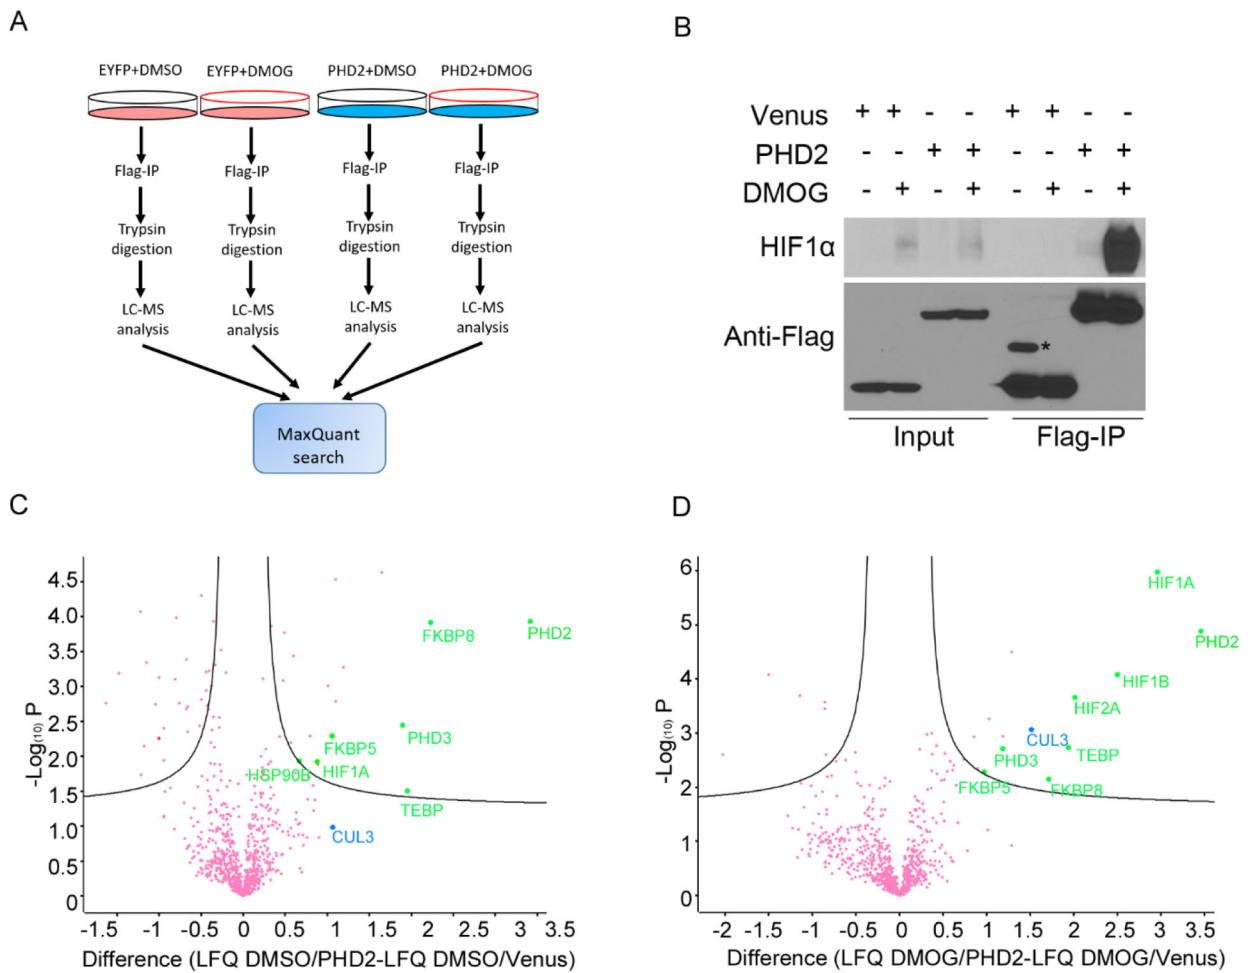 A
EYFP+DMSO EYFP+DMOG PHD2+DMSO PHD2+DMOG
Flag-IP Flag-IP Flag-IP Flag-IP
Trypsin digestion Trypsin digestion Trypsin digestion Trypsin digestion
LC-MS analysis LC-MS analysis LC-MS analysis LC-MS analysis
MaxQuant
search
B
Venus + + - - + + - -
PHD2 - - + + - - + +
DMOG - + - + - + - +
HIF1α
Anti-Flag
*
Input Flag-IP
C
-Log(10) P
4.5
4.0
3.5
3.0
2.5
2.0
1.5
1.0
0.5
0
FKBP8
PHD2
PHD3
FKBP5
HSP90B
HIF1A
TEBP
CUL3
-1.5 -1 -0.5 0 0.5 1 1.5 2 2.5 3 3.5
Difference (LFQ DMSO/PHD2-LFQ DMSO/Venus)
D
-Log(10) P
6
5
4
3
2
1
0
HIF1A
PHD2
HIF1B
HIF2A
CUL3
TEBP
PHD3
FKBP5
FKBP8
-2 -1.5 -1 -0.5 0 0.5 1 1.5 2 2.5 3 3.5
Difference (LFQ DMOG/PHD2-LFQ DMOG/Venus)